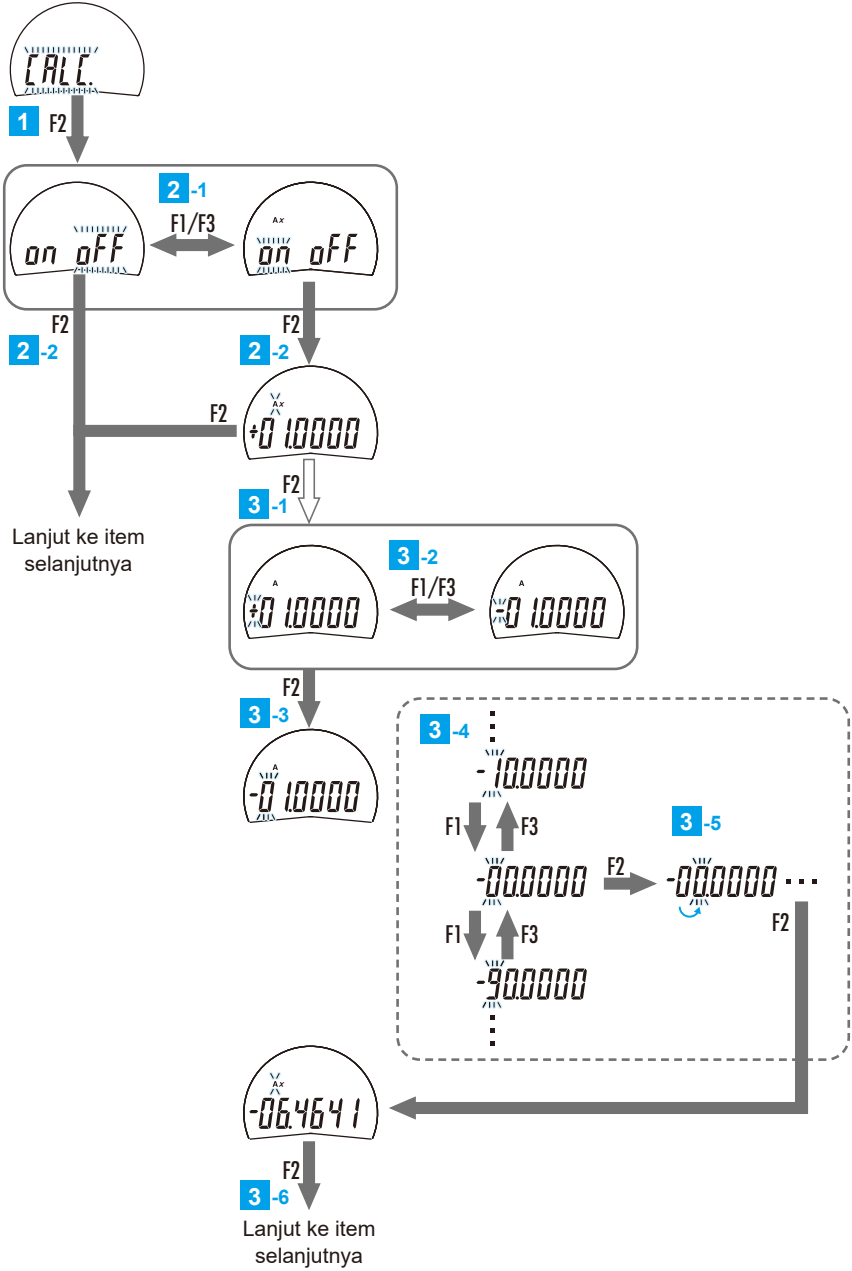 CALC.
1 F2
2 -1
F1/F3
on oFF
Ax
on oFF
F2
2 -2
F2
2 -2
Ax
+01.0000
F2
F2
3 -1
Lanjut ke item
selanjutnya
3 -2
F1/F3
A
+01.0000
A
-01.0000
F2
3 -3
A
-01.0000
3 -4
-10.0000
F1 F3
3 -5
-00.0000
F2
-00.0000
F2
F1 F3
-90.0000
Ax
-06.4641
F2
3 -6
Lanjut ke item
selanjutnya